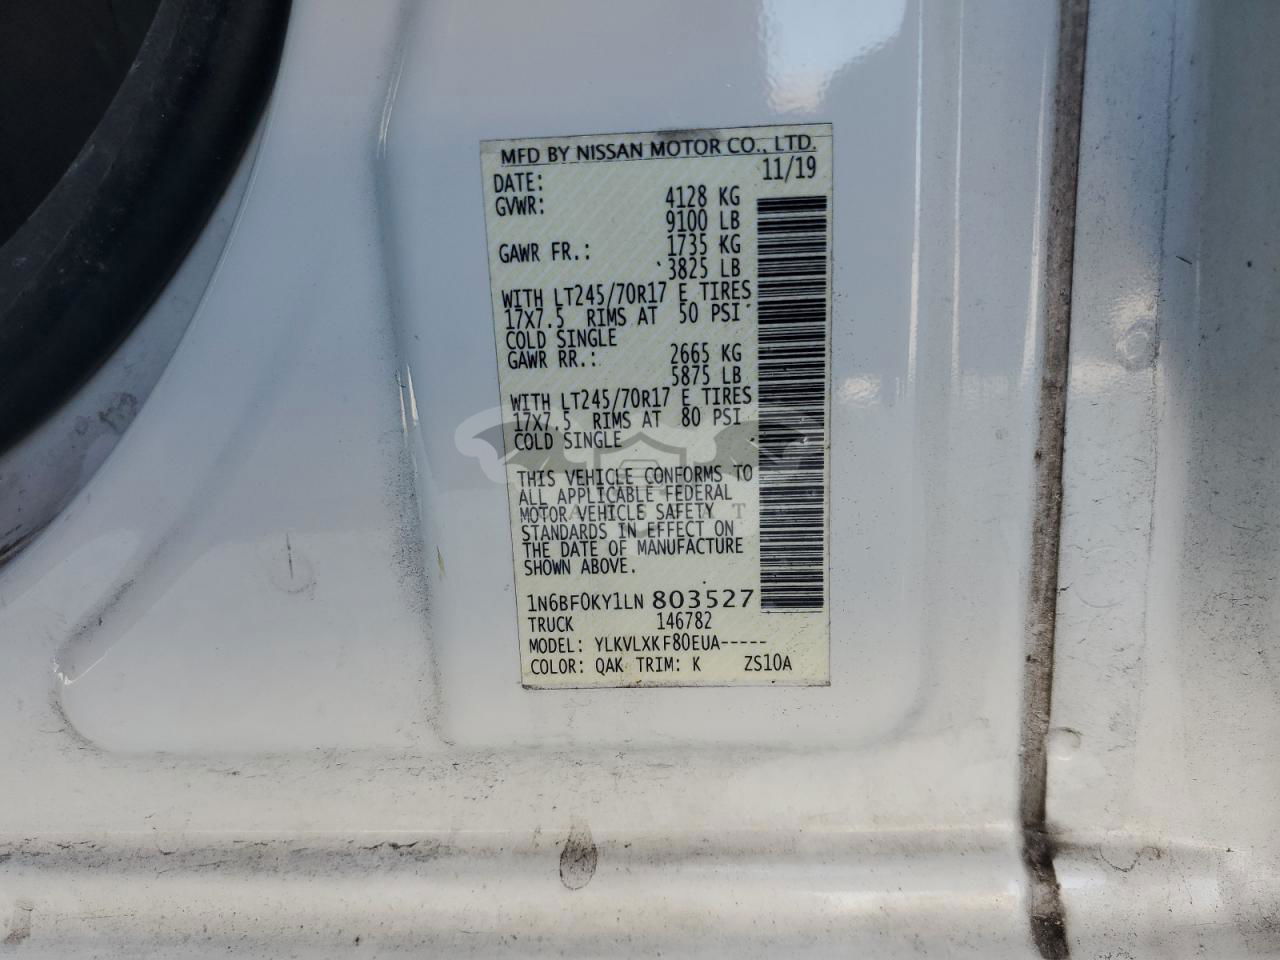 MFD BY NISSAN MOTOR CO., LTD.
DATE: 11/19
GVWR: 4128 KG
9100 LB
GAWR FR.: 1735 KG
3825 LB
WITH LT245/70R17 E TIRES
17X7.5 RIMS AT 50 PSI
COLD SINGLE
GAWR RR.: 2665 KG
5875 LB
WITH LT245/70R17 E TIRES
17X7.5 RIMS AT 80 PSI
COLD SINGLE
THIS VEHICLE CONFORMS TO
ALL APPLICABLE FEDERAL
MOTOR VEHICLE SAFETY
STANDARDS IN EFFECT ON
THE DATE OF MANUFACTURE
SHOWN ABOVE.
1N6BF0KY1LN 803527
TRUCK 146782
MODEL: YLKVLXKF80EUA-----
COLOR: QAK TRIM: K ZS10A